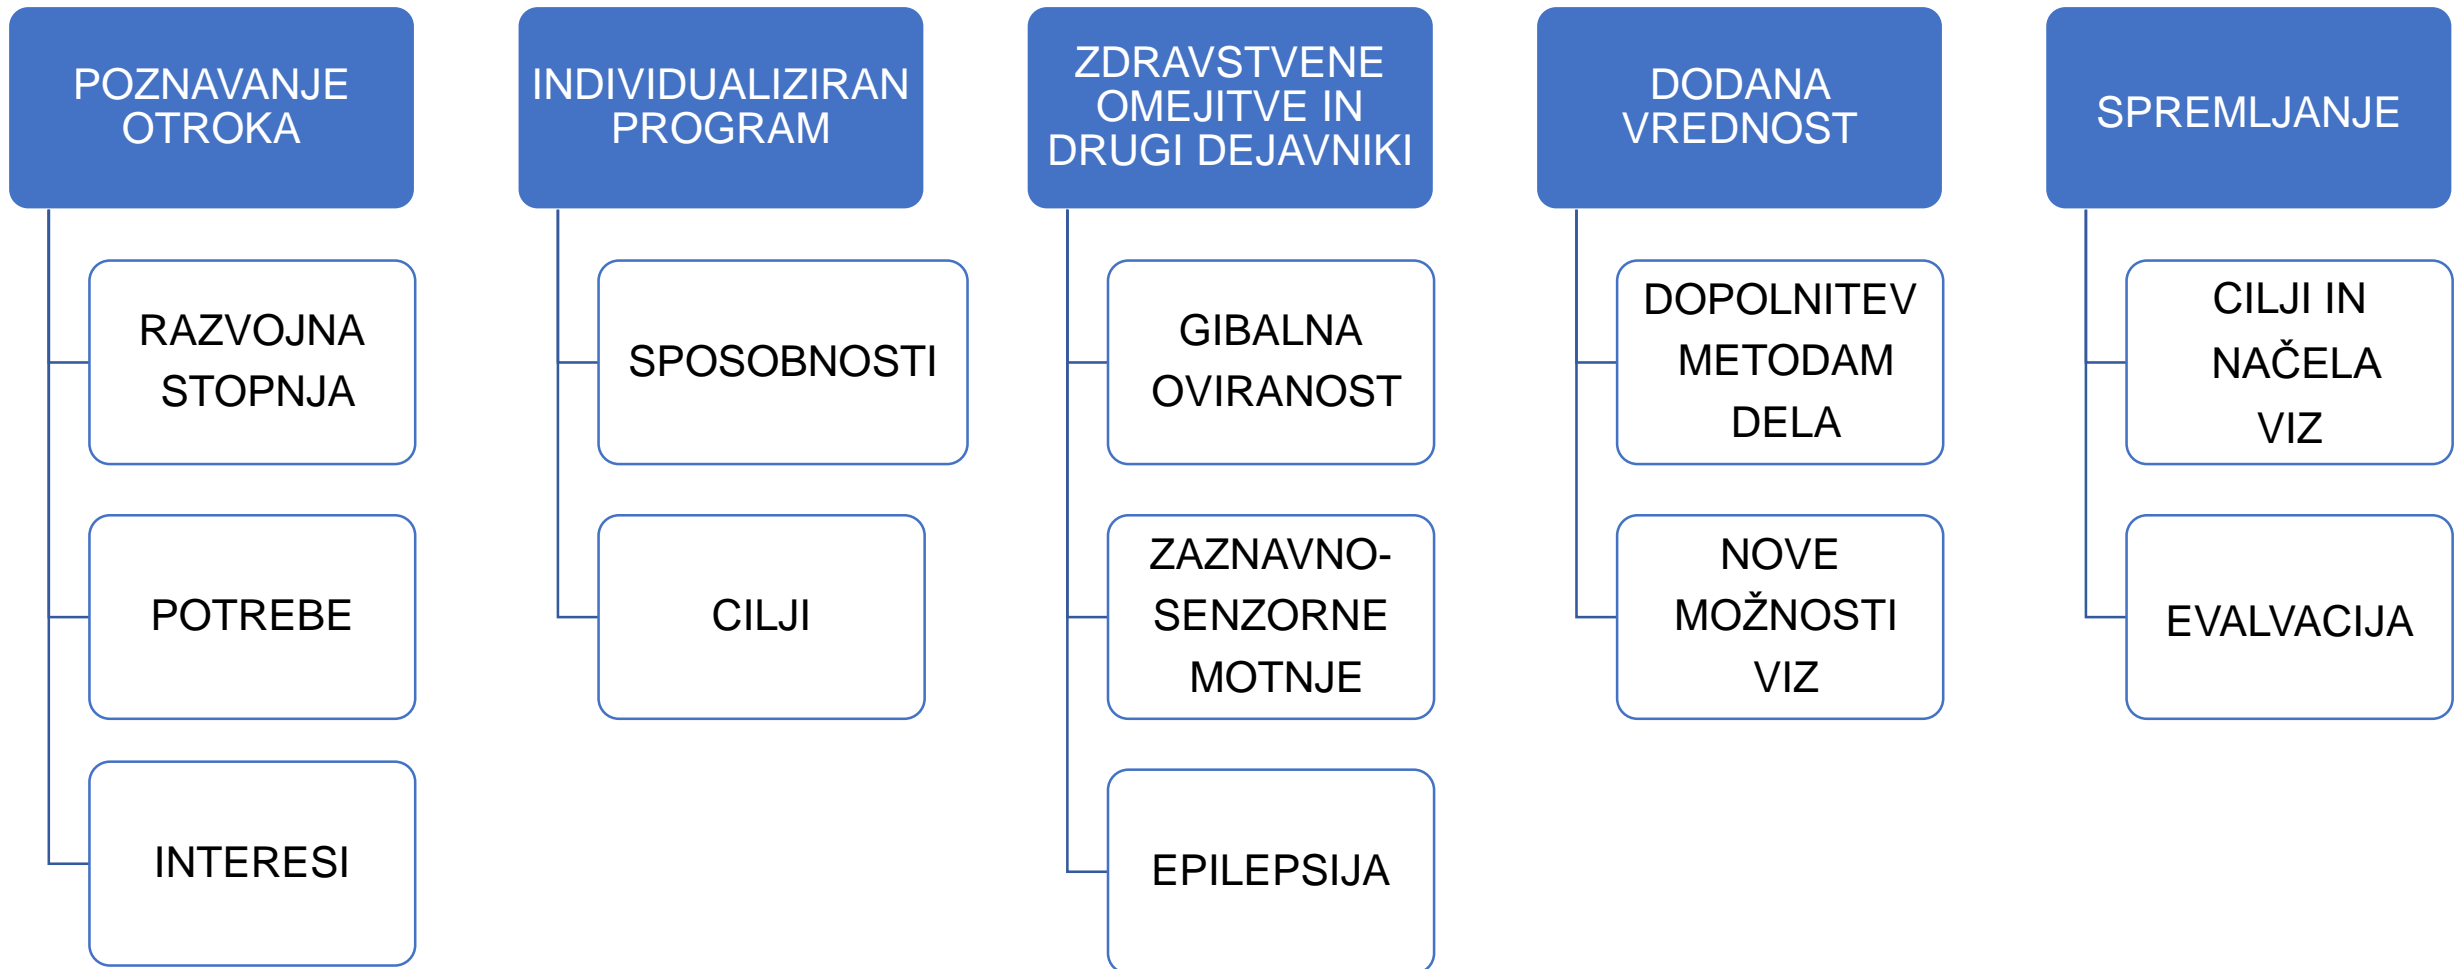 POZNAVANJE
OTROKA
RAZVOJNA
STOPNJA
POTREBE
INTERESI
INDIVIDUALIZIRAN
PROGRAM
SPOSOBNOSTI
CILJI
ZDRAVSTVENE
OMEJITVE IN
DRUGI DEJAVNIKI
GIBALNA
OVIRANOST
ZAZNAVNO-
SENZORNE
MOTNJE
EPILEPSIJA
DODANA
VREDNOST
DOPOLNITEV
METODAM
DELA
NOVE
MOŽNOSTI
VIZ
SPREMLJANJE
CILJI IN
NAČELA
VIZ
EVALVACIJA